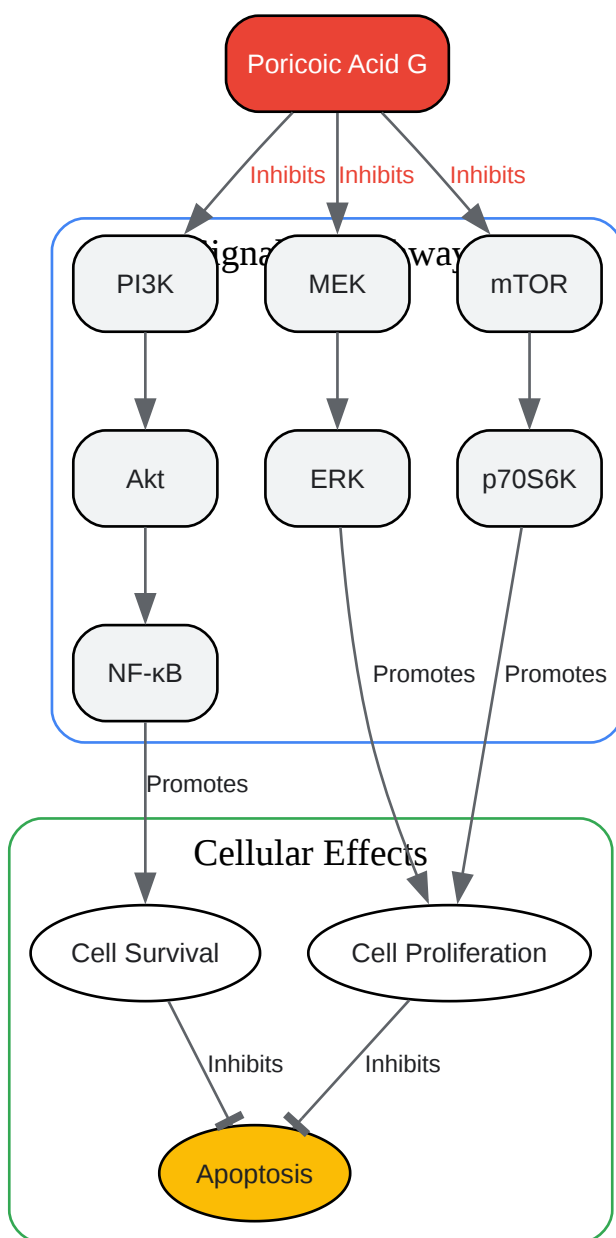 Poricoic Acid G
Inhibits Inhibits Inhibits
PI3K MEK mTOR
Akt ERK p70S6K
NF-κB Promotes Promotes
Promotes
Cellular Effects
Cell Survival Cell Proliferation
Inhibits Inhibits
Apoptosis